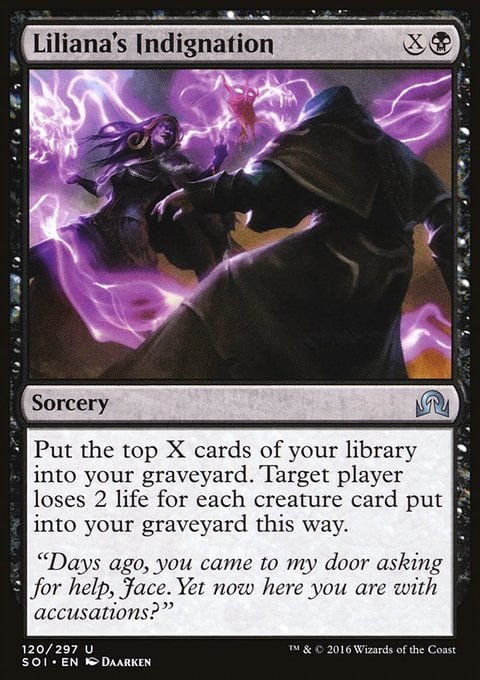 Liliana's Indignation X
Sorcery
Put the top X cards of your library
into your graveyard. Target player
loses 2 life for each creature card put
into your graveyard this way.
“Days ago, you came to my door asking
for help, Jace. Yet now here you are with
accusations?”
120/297 U
SOI • EN Daarken
™ & © 2016 Wizards of the Coast